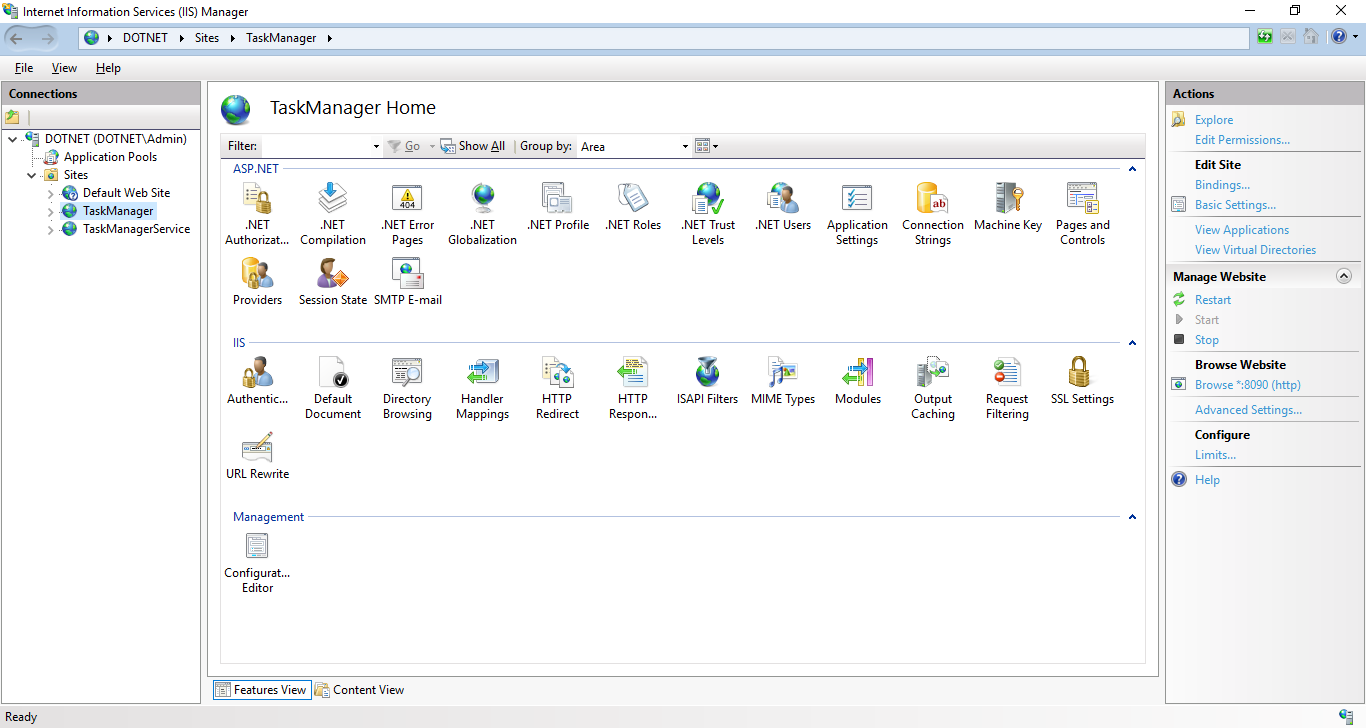 Internet Information Services (IIS) Manager
DOTNET Sites TaskManager
File View Help
Connections
DOTNET (DOTNET\Admin)
Application Pools
Sites
Default Web Site
TaskManager
TaskManagerService
TaskManager Home
Filter: Go Show All Group by: Area
ASP.NET
.NET Authorizat...
.NET Compilation
.NET Error Pages
404
.NET Globalization
.NET Profile
.NET Roles
.NET Trust Levels
.NET Users
Application Settings
Connection Strings
ab
Machine Key
Pages and Controls
Providers
Session State
SMTP E-mail
IIS
Authentic...
Default Document
Directory Browsing
Handler Mappings
HTTP Redirect
HTTP Respon...
ISAPI Filters
MIME Types
Modules
Output Caching
Request Filtering
SSL Settings
URL Rewrite
Management
Configurat... Editor
Features View
Content View
Actions
Explore
Edit Permissions...
Edit Site
Bindings...
Basic Settings...
View Applications
View Virtual Directories
Manage Website
Restart
Start
Stop
Browse Website
Browse *:8090 (http)
Advanced Settings...
Configure
Limits...
Help
Ready